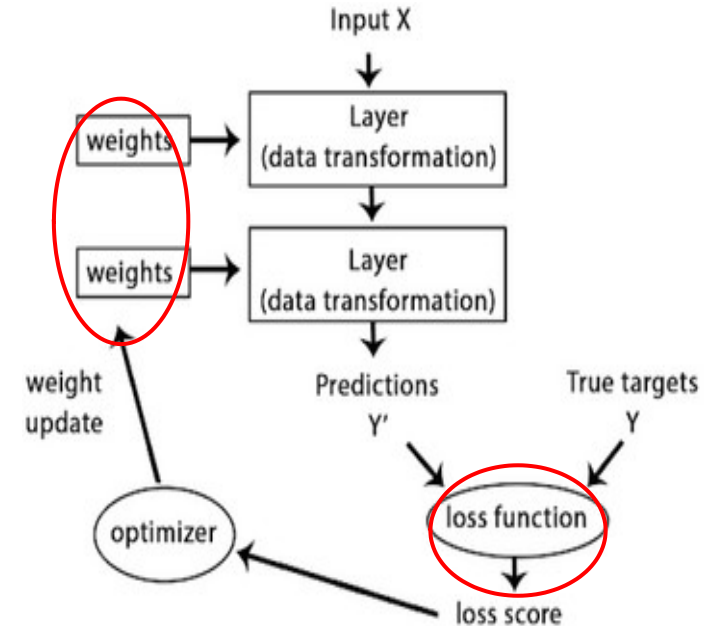 Input X
Layer
(data transformation)
weights
Layer
(data transformation)
weights
Predictions
Y'
True targets
Y
weight
update
loss function
optimizer
loss score